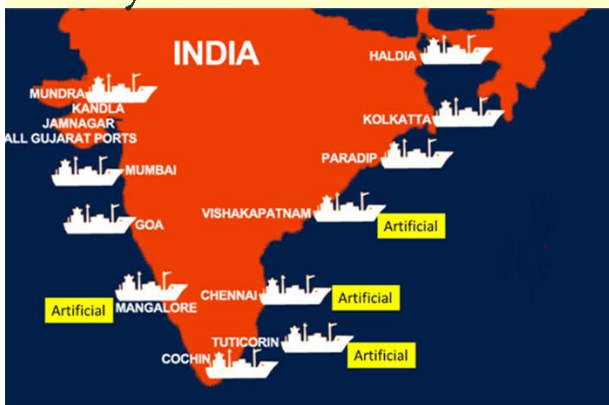 INDIA
HALDIA
MUNDRA
KANDLA
JAMNAGAR
ALL GUJARAT PORTS
KOLKATTA
PARADIP
MUMBAI
VISHAKAPATNAM
GOA
Artificial
CHENNAI
Artificial
Artificial
MANGALORE
TUTICORIN
Artificial
COCHIN